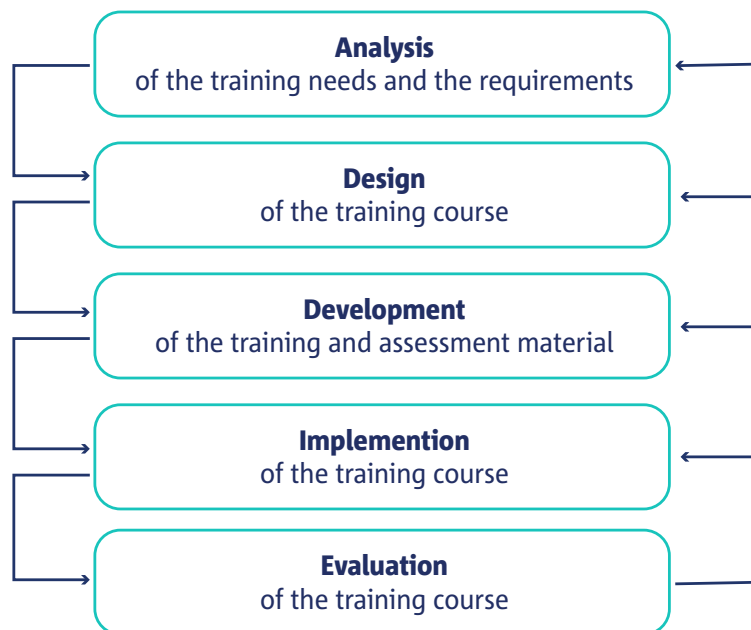 Analysis
of the training needs and the requirements
Design
of the training course
Development
of the training and assessment material
Implemention
of the training course
Evaluation
of the training course